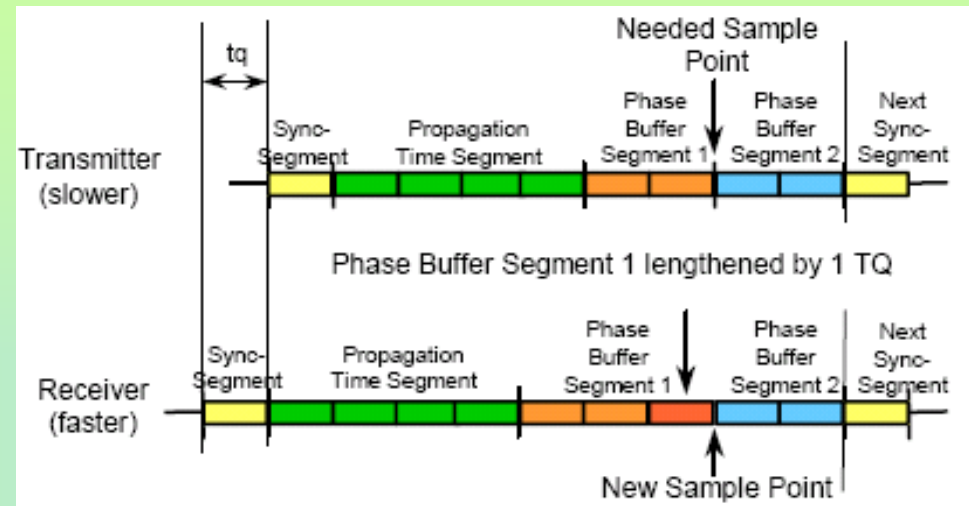 Needed Sample
Point
tq
Sync-
Segment
Propagation
Time Segment
Phase
Buffer
Segment 1
Phase
Buffer
Segment 2
Next
Sync-
Segment
Transmitter
(slower)
Phase Buffer Segment 1 lengthened by 1 TQ
Sync-
Segment
Propagation
Time Segment
Phase
Buffer
Segment 1
Phase
Buffer
Segment 2
Next
Sync-
Segment
Receiver
(faster)
New Sample Point